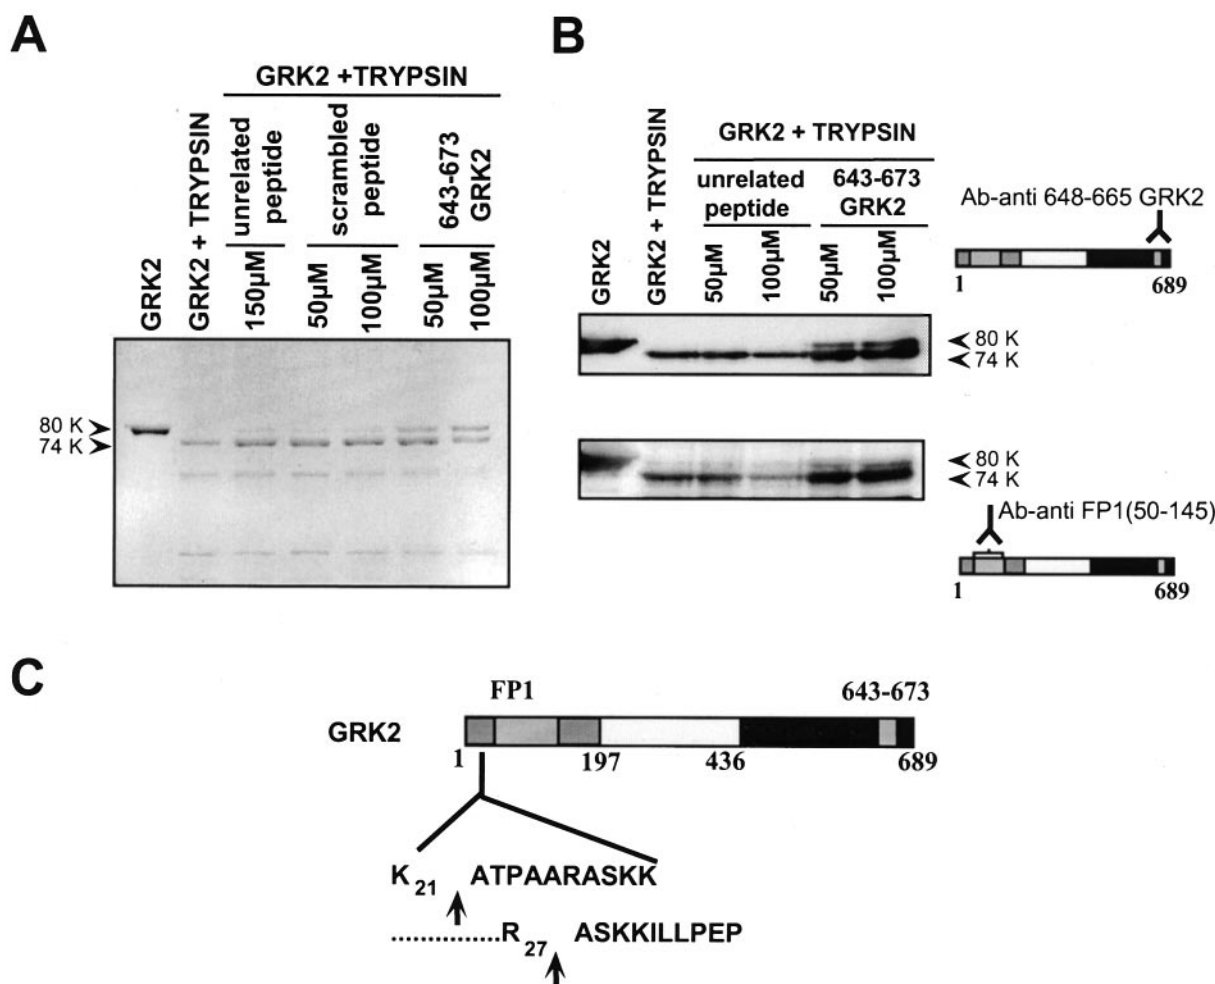 A
GRK2 +TRYPSIN
GRK2
GRK2 + TRYPSIN
unrelated
peptide
scrambled
peptide
643-673
GRK2
150µM
50µM
100µM
50µM
100µM
80 K
74 K
B
GRK2 + TRYPSIN
GRK2
GRK2 + TRYPSIN
unrelated
peptide
643-673
GRK2
50µM
100µM
50µM
100µM
80 K
74 K
Ab-anti 648-665 GRK2
1
689
80 K
74 K
Ab-anti FP1(50-145)
1
689
C
FP1
643-673
GRK2
1
197
436
689
K21 ATPAARASKK
..................R27 ASKKILLPEP